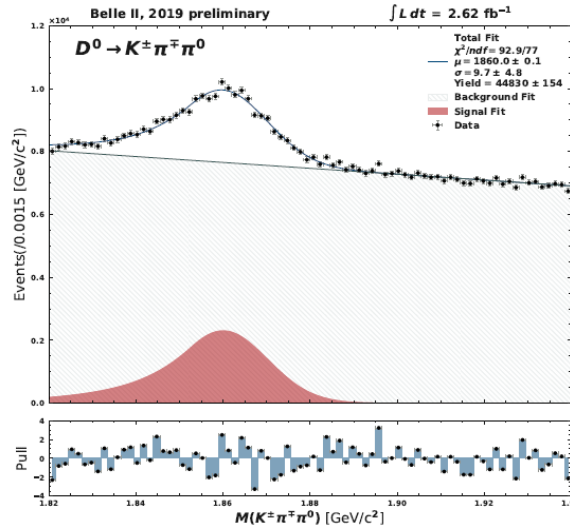 Belle II, 2019 preliminary
∫L dt = 2.62 fb⁻¹
1e4
D⁰ → K±π∓π⁰
Total Fit
χ²/ndf = 92.9/77
μ = 1860.0 ± 0.1
σ = 9.7 ± 4.8
Yield = 44830 ± 154
Background Fit
Signal Fit
Data
Events(/0.0015 [GeV/c²]
1.2
1.0
0.8
0.6
0.4
0.2
0.0
Pull
4
2
0
−2
−4
1.82 1.84 1.86 1.88 1.90 1.92
M(K±π∓π⁰) [GeV/c²]